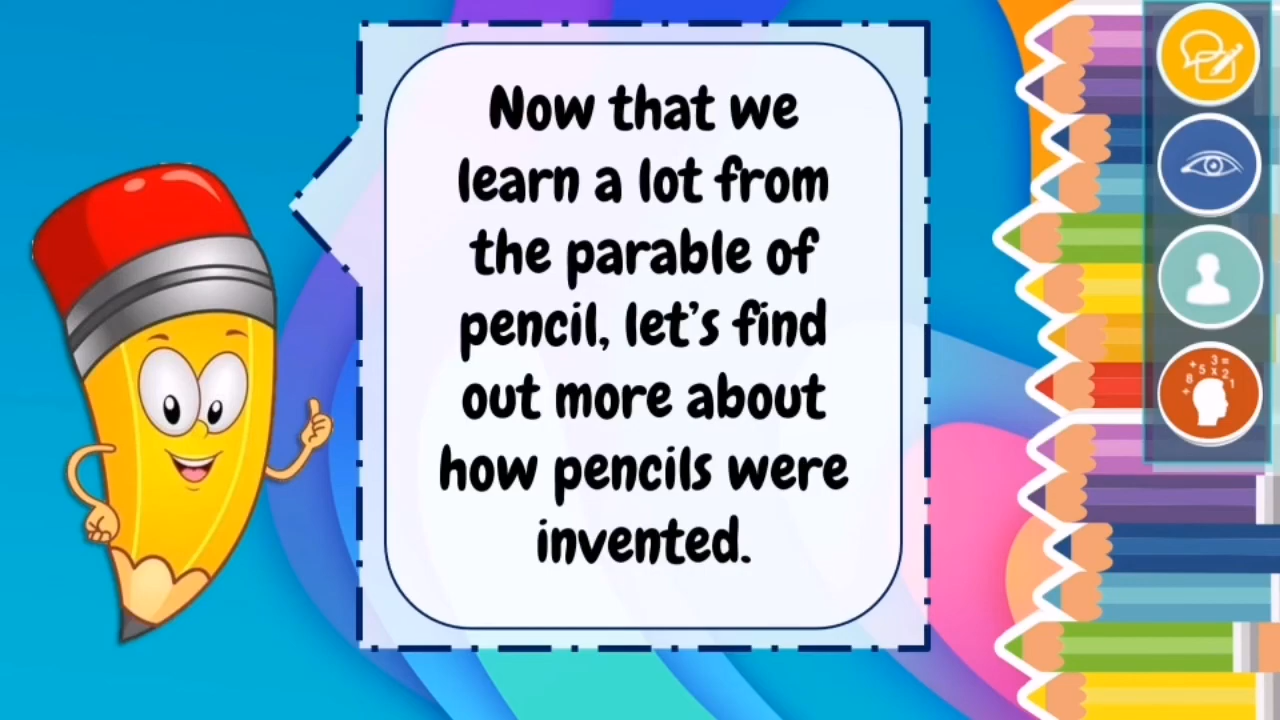 Now that we
learn a lot from
the parable of
pencil, let's find
out more about
how pencils were
invented.